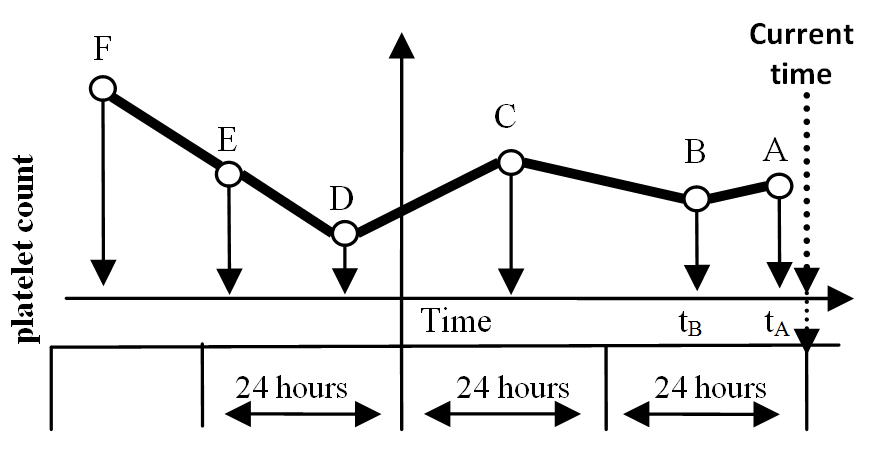 Current
time
F
E
D
C
B
A
platelet count
Time
tB
tA
24 hours
24 hours
24 hours